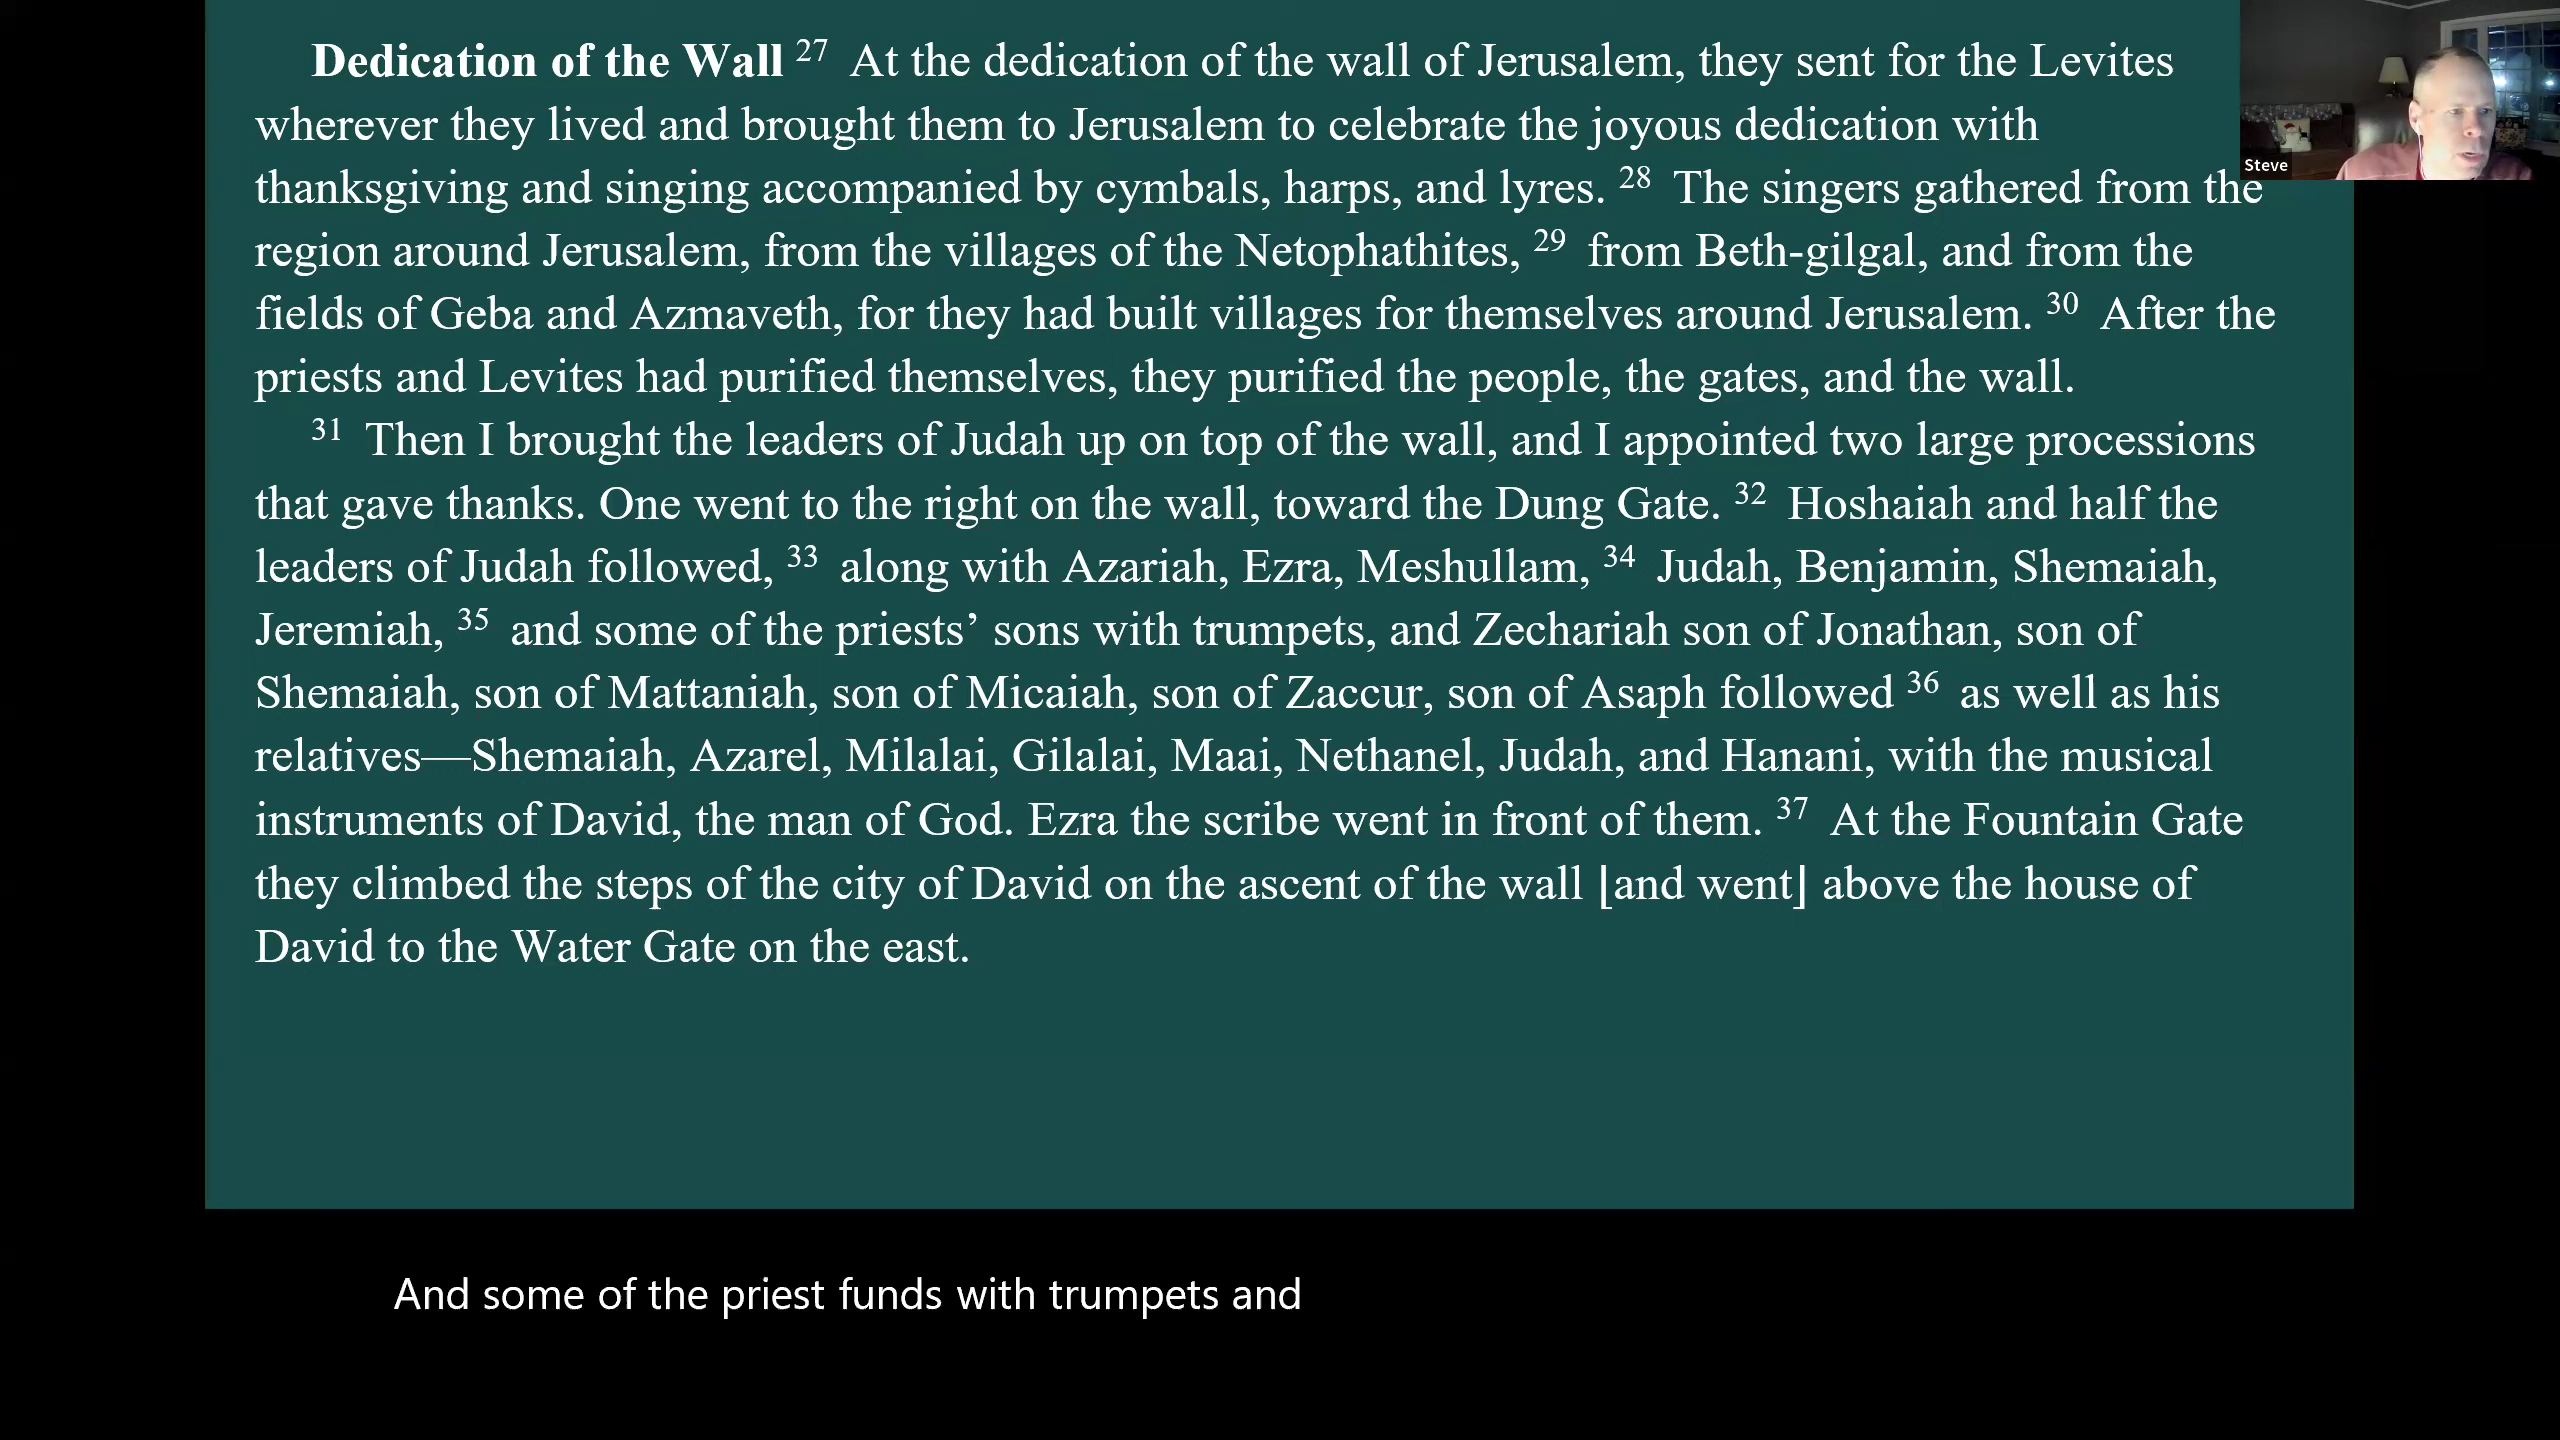 Dedication of the Wall 27 At the dedication of the wall of Jerusalem, they sent for the Levites
wherever they lived and brought them to Jerusalem to celebrate the joyous dedication with
thanksgiving and singing accompanied by cymbals, harps, and lyres. 28 The singers gathered from the
region around Jerusalem, from the villages of the Netophathites, 29 from Beth-gilgal, and from the
fields of Geba and Azmaveth, for they had built villages for themselves around Jerusalem. 30 After the
priests and Levites had purified themselves, they purified the people, the gates, and the wall.
31 Then I brought the leaders of Judah up on top of the wall, and I appointed two large processions
that gave thanks. One went to the right on the wall, toward the Dung Gate. 32 Hoshaiah and half the
leaders of Judah followed, 33 along with Azariah, Ezra, Meshullam, 34 Judah, Benjamin, Shemaiah,
Jeremiah, 35 and some of the priests’ sons with trumpets, and Zechariah son of Jonathan, son of
Shemaiah, son of Mattaniah, son of Micaiah, son of Zaccur, son of Asaph followed 36 as well as his
relatives—Shemaiah, Azarel, Milalai, Gilalai, Maai, Nethanel, Judah, and Hanani, with the musical
instruments of David, the man of God. Ezra the scribe went in front of them. 37 At the Fountain Gate
they climbed the steps of the city of David on the ascent of the wall ⌊and went⌋ above the house of
David to the Water Gate on the east.
Steve
And some of the priest funds with trumpets and